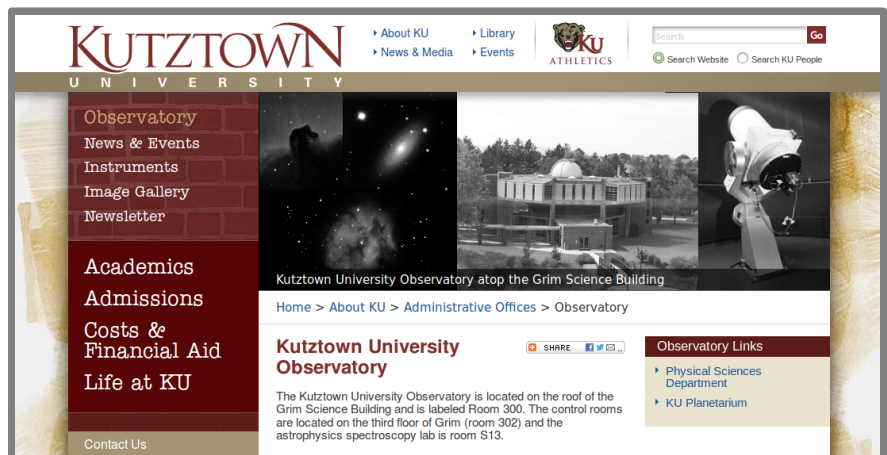 KUTZTOWN
UNIVERSITY
About KU
Library
News & Media
Events
KU
ATHLETICS
Search
Go
Search Website
Search KU People
Observatory
News & Events
Instruments
Image Gallery
Newsletter
Academics
Admissions
Costs &
Financial Aid
Life at KU
Contact Us
Kutztown University Observatory atop the Grim Science Building
Home > About KU > Administrative Offices > Observatory
Kutztown University
Observatory
SHARE
The Kutztown University Observatory is located on the roof of the
Grim Science Building and is labeled Room 300. The control rooms
are located on the third floor of Grim (room 302) and the
astrophysics spectroscopy lab is room S13.
Observatory Links
Physical Sciences
Department
KU Planetarium